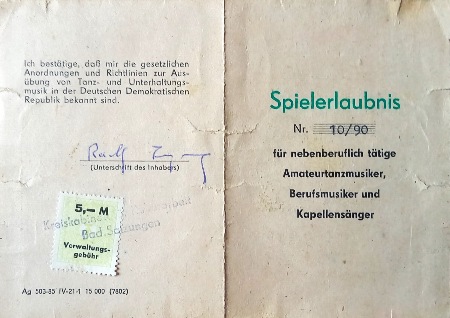 Ich bestätige, daß mir die gesetzlichen
Anordnungen und Richtlinien zur Aus-
übung von Tanz- und Unterhaltungs-
musik in der Deutschen Demokratischen
Republik bekannt sind.
(Unterschrift des Inhabers)
5,– M
Bad Salzungen
Verwaltungs-
gebühr
Ag 503-85 IV-21-1 15 000 (7802)
Spielerlaubnis
Nr. 10/90
für nebenberuflich tätige
Amateurtanzmusiker,
Berufsmusiker und
Kapellensänger